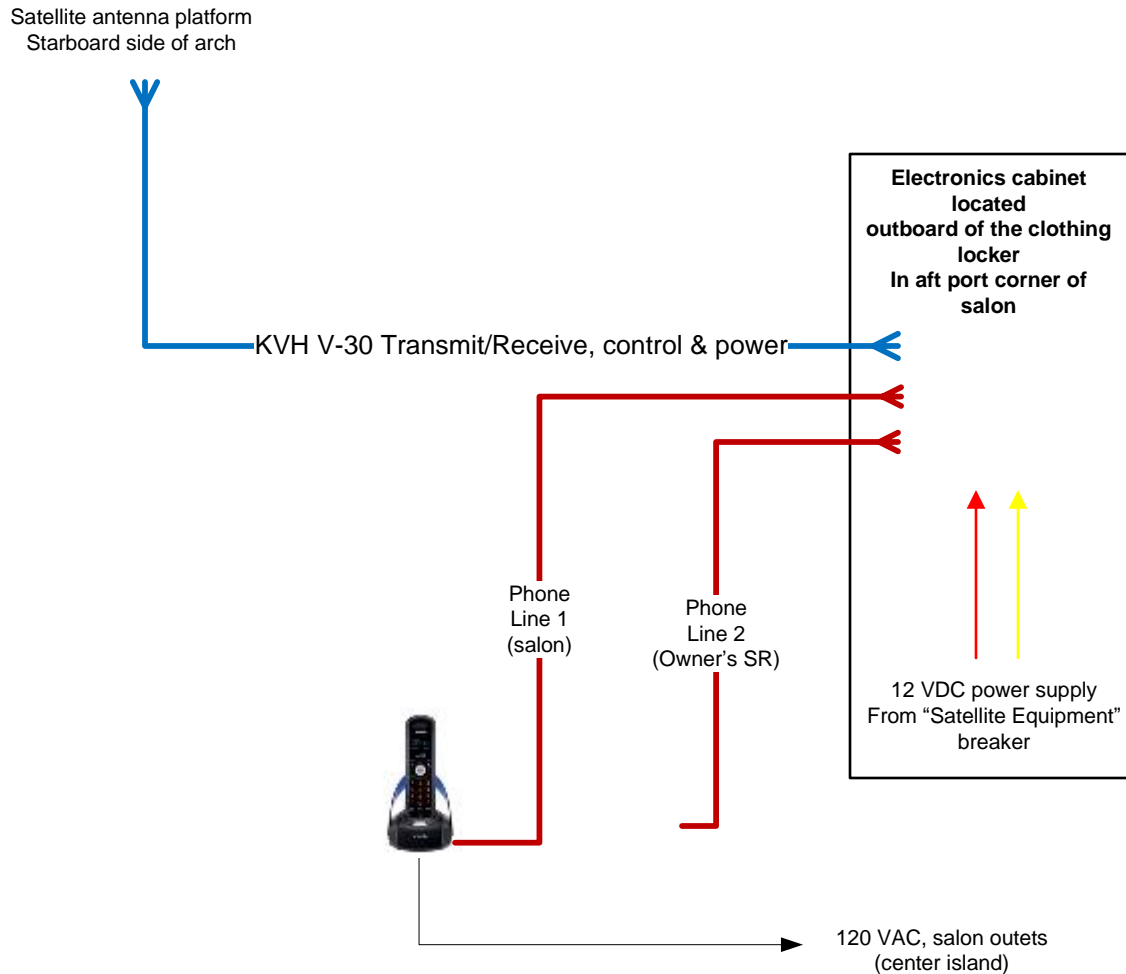 Satellite antenna platform
Starboard side of arch
Electronics cabinet
located
outboard of the clothing
locker
In aft port corner of
salon
KVH V-30 Transmit/Receive, control & power
Phone
Line 1
(salon)
Phone
Line 2
(Owner’s SR)
12 VDC power supply
From “Satellite Equipment”
breaker
120 VAC, salon outets
(center island)